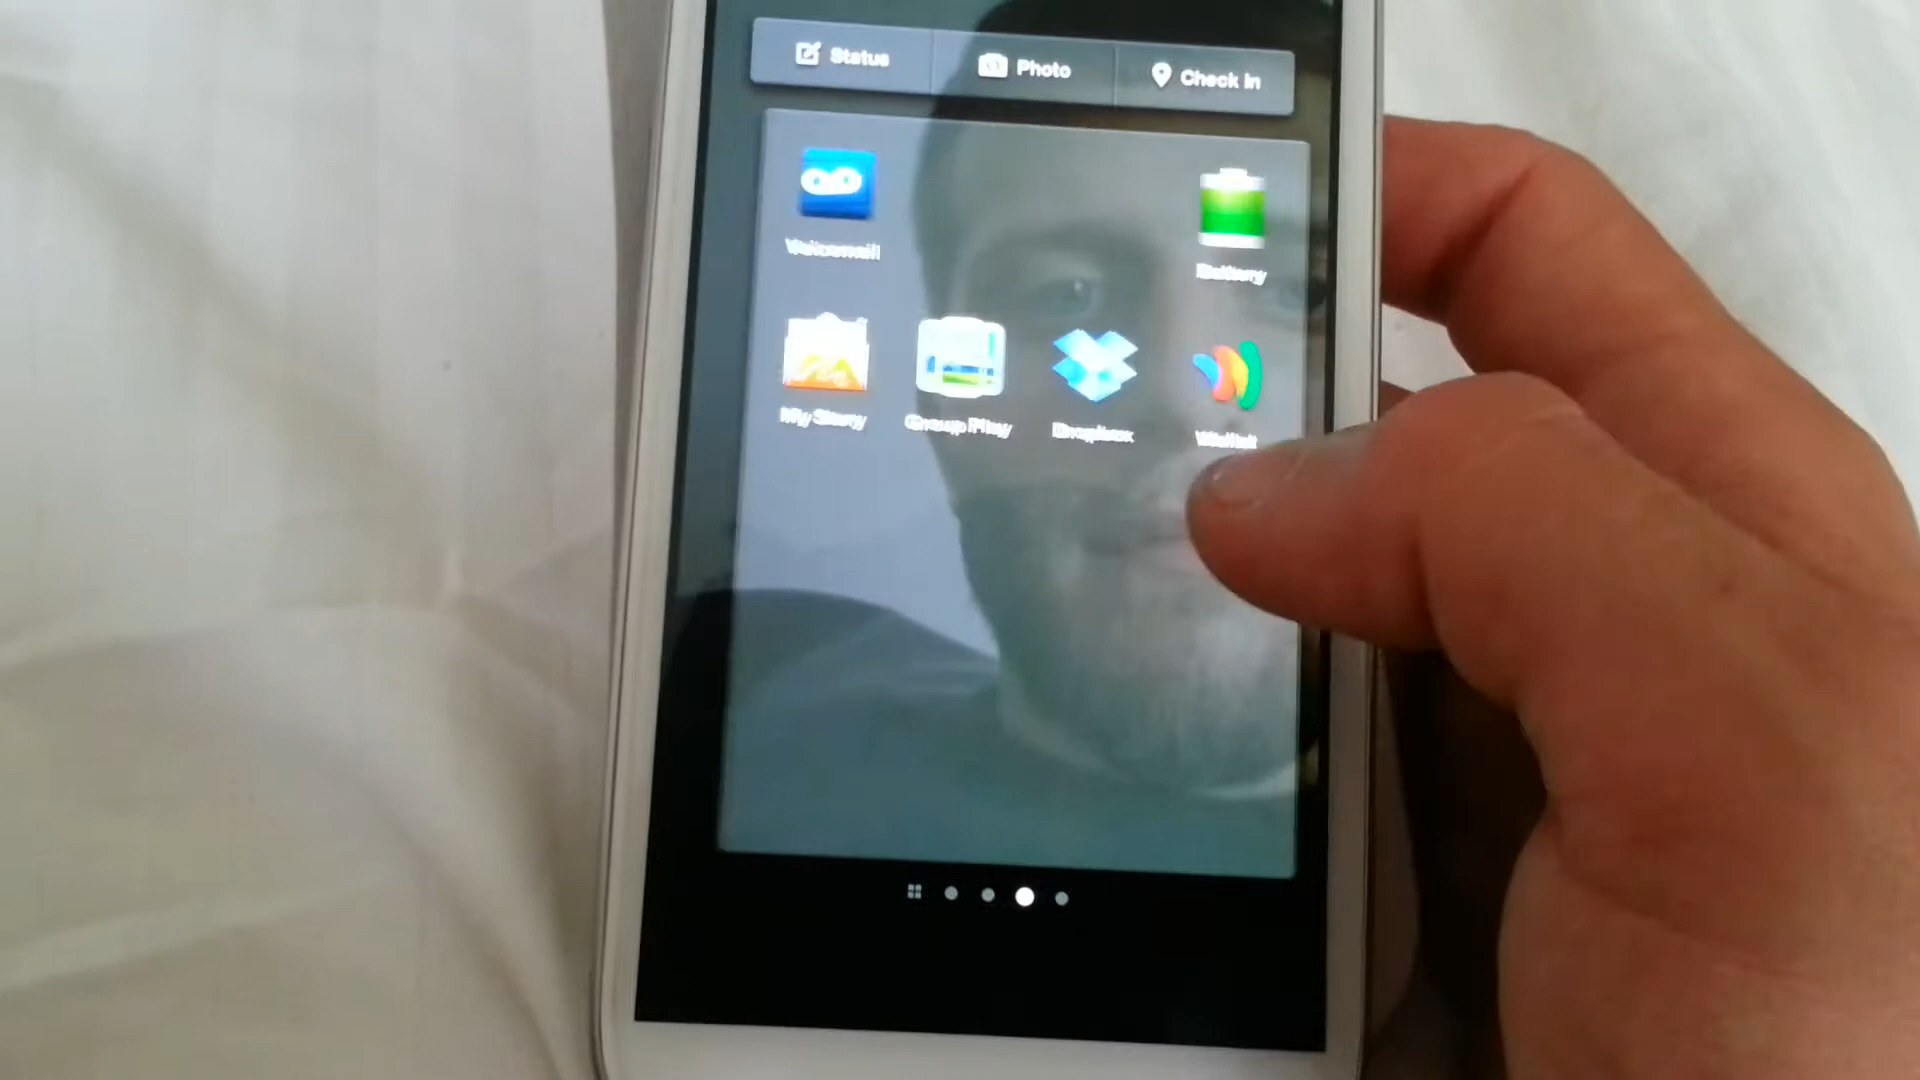 Status
Photo
Check In
Voicemail
Battery
My Story
Group Play
Dropbox
Wallet